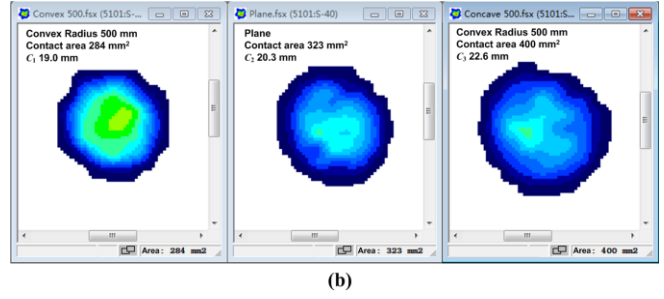 Convex 500.fsx (5101:S-...
Convex Radius 500 mm
Contact area 284 mm²
C₁ 19.0 mm
Area: 284 mm2
Plane.fsx (5101:S-40)
Plane
Contact area 323 mm²
C₂ 20.3 mm
Area: 323 mm2
Concave 500.fsx (5101:S...
Convex Radius 500 mm
Contact area 400 mm²
C₃ 22.6 mm
Area: 400 mm2
(b)